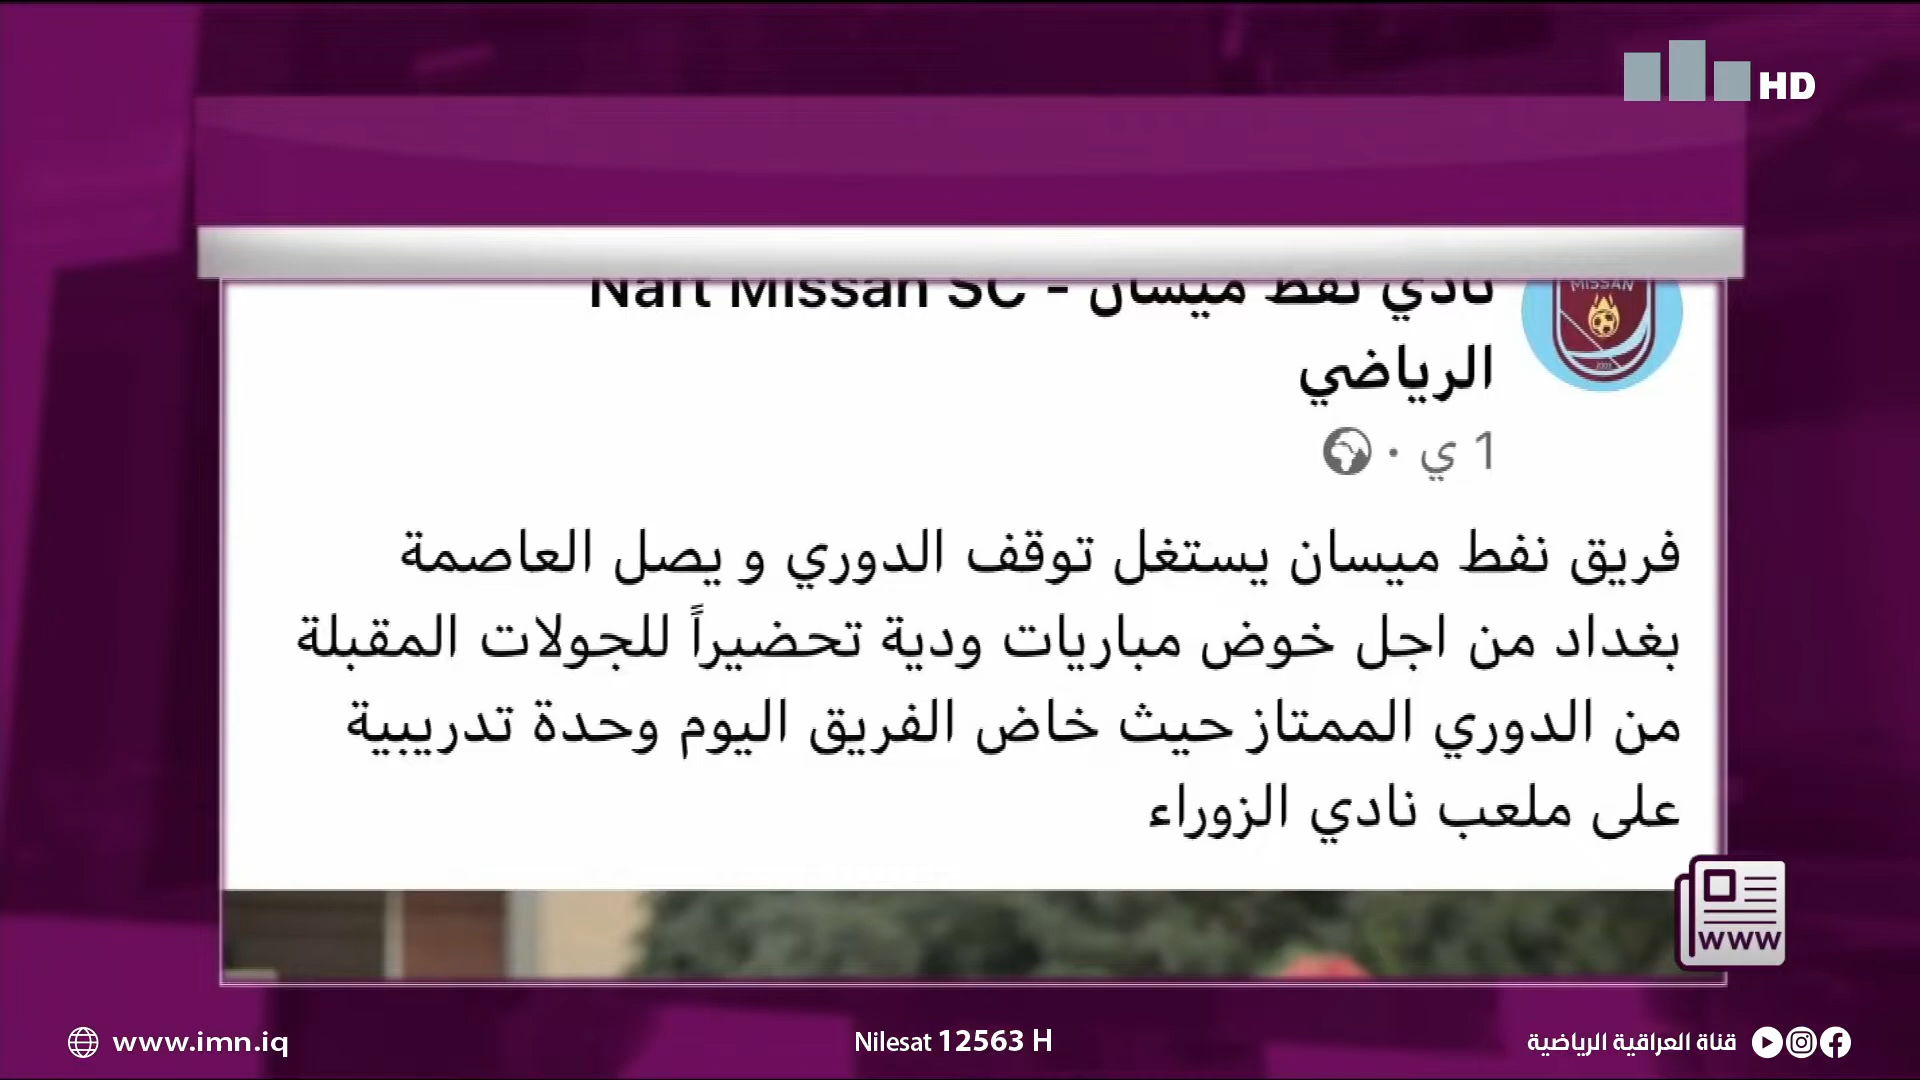 HD
نادي نفط ميسان - Naft Missan SC
الرياضي
MISSAN
2003
1 ي ·
فريق نفط ميسان يستغل توقف الدوري و يصل العاصمة
بغداد من اجل خوض مباريات ودية تحضيراً للجولات المقبلة
من الدوري الممتاز حيث خاض الفريق اليوم وحدة تدريبية
على ملعب نادي الزوراء
www
www.imn.iq
Nilesat 12563 H
قناة العراقية الرياضية